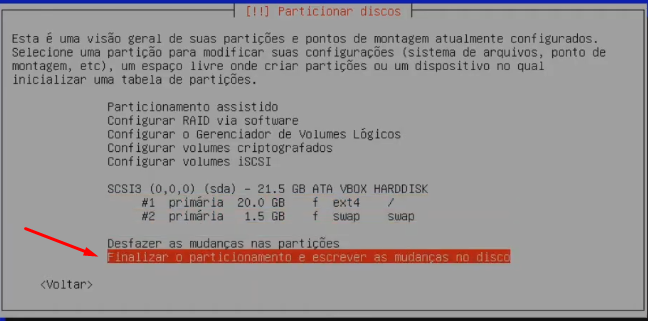 [!!] Particionar discos
Esta é uma visão geral de suas partições e pontos de montagem atualmente configurados.
Selecione uma partição para modificar suas configurações (sistema de arquivos, ponto de
montagem, etc), um espaço livre onde criar partições ou um dispositivo no qual
inicializar uma tabela de partições.
Particionamento assistido
Configurar RAID via software
Configurar o Gerenciador de Volumes Lógicos
Configurar volumes criptografados
Configurar volumes iSCSI
SCSI3 (0,0,0) (sda) - 21.5 GB ATA VBOX HARDDISK
#1 primária 20.0 GB f ext4 /
#2 primária 1.5 GB f swap swap
Desfazer as mudanças nas partições
Finalizar o particionamento e escrever as mudanças no disco
<Voltar>